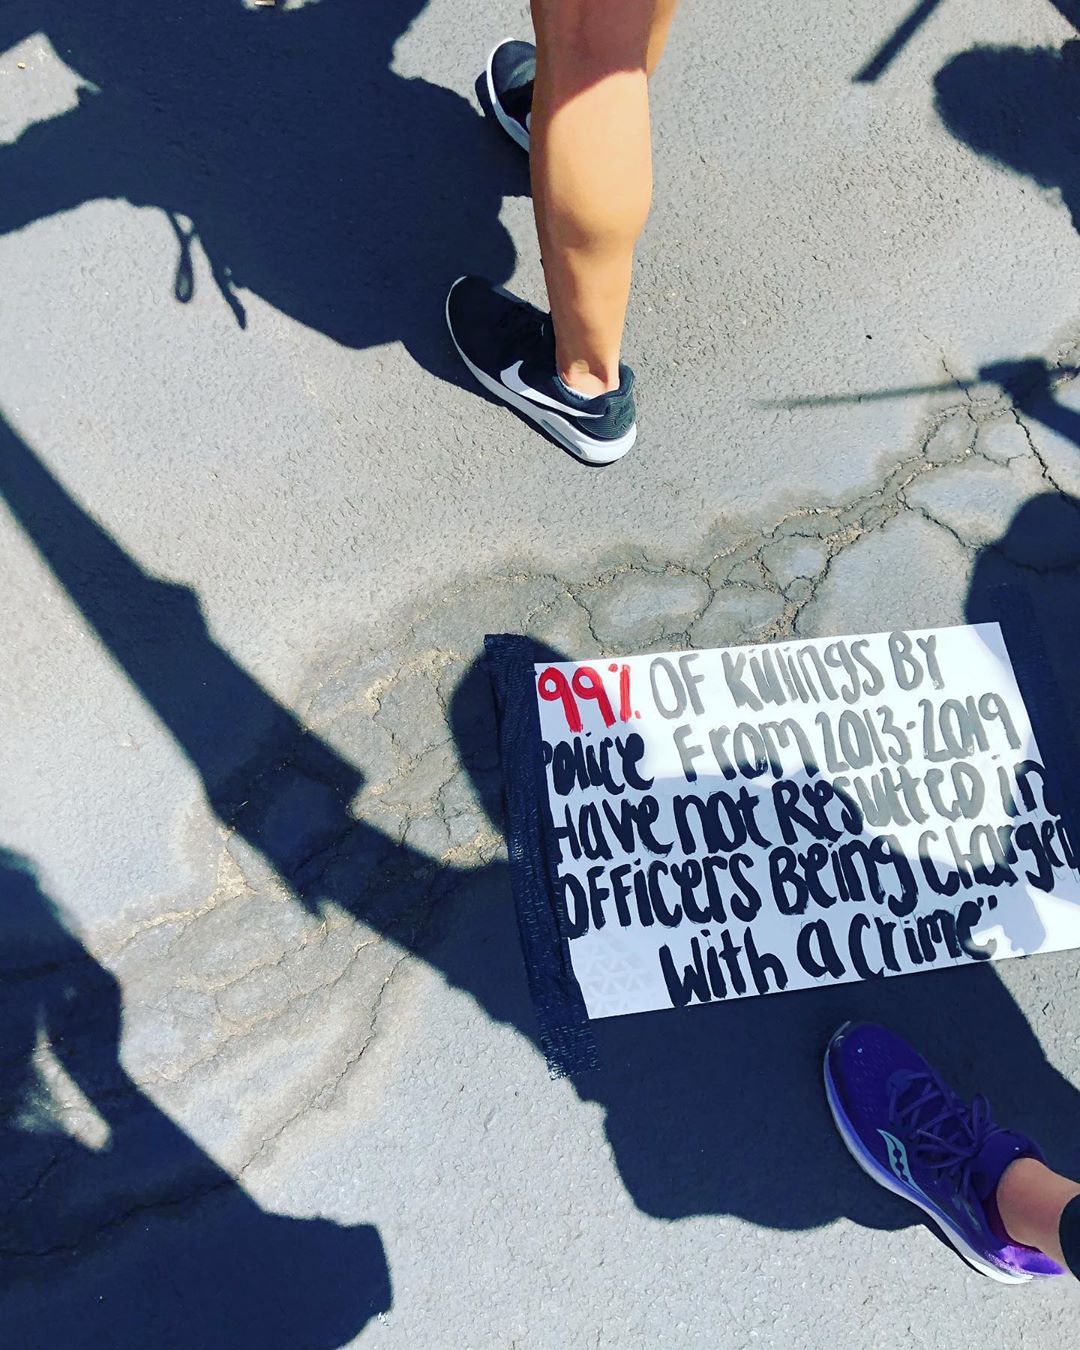 "99% OF Killings BY
Police From 2013-2019
Have not Resulted in
OFFicers Being Charged
With a Crime"